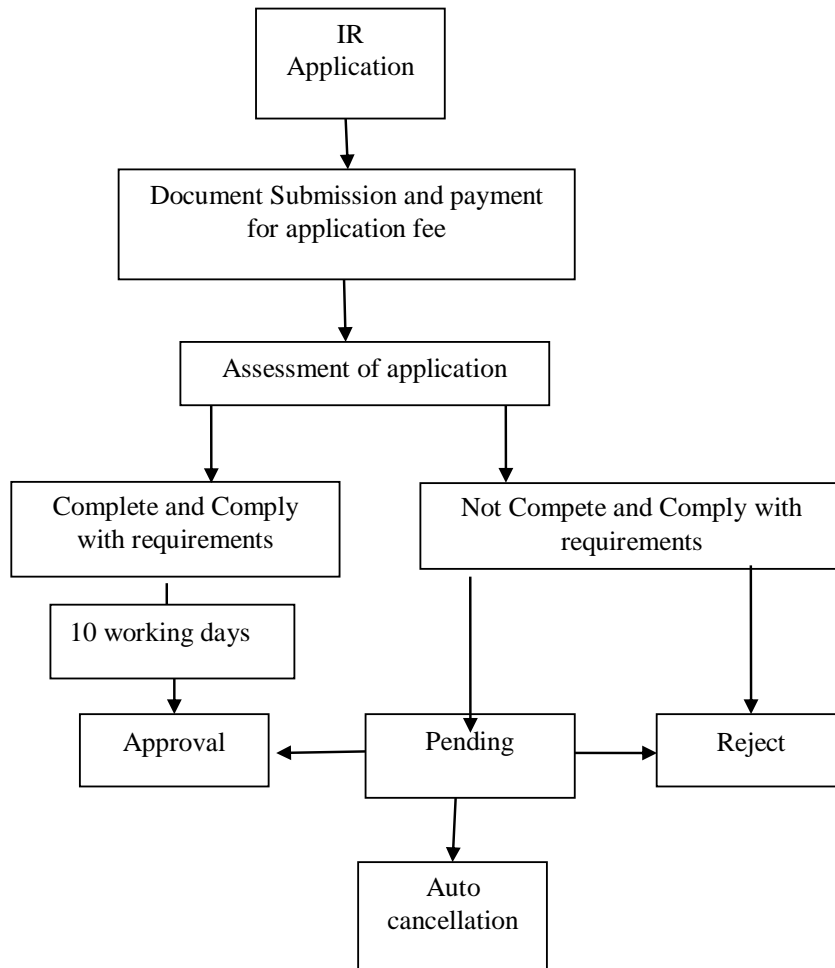 IR
Application
Document Submission and payment
for application fee
Assessment of application
Complete and Comply
with requirements
Not Compete and Comply with
requirements
10 working days
Approval
Pending
Reject
Auto
cancellation